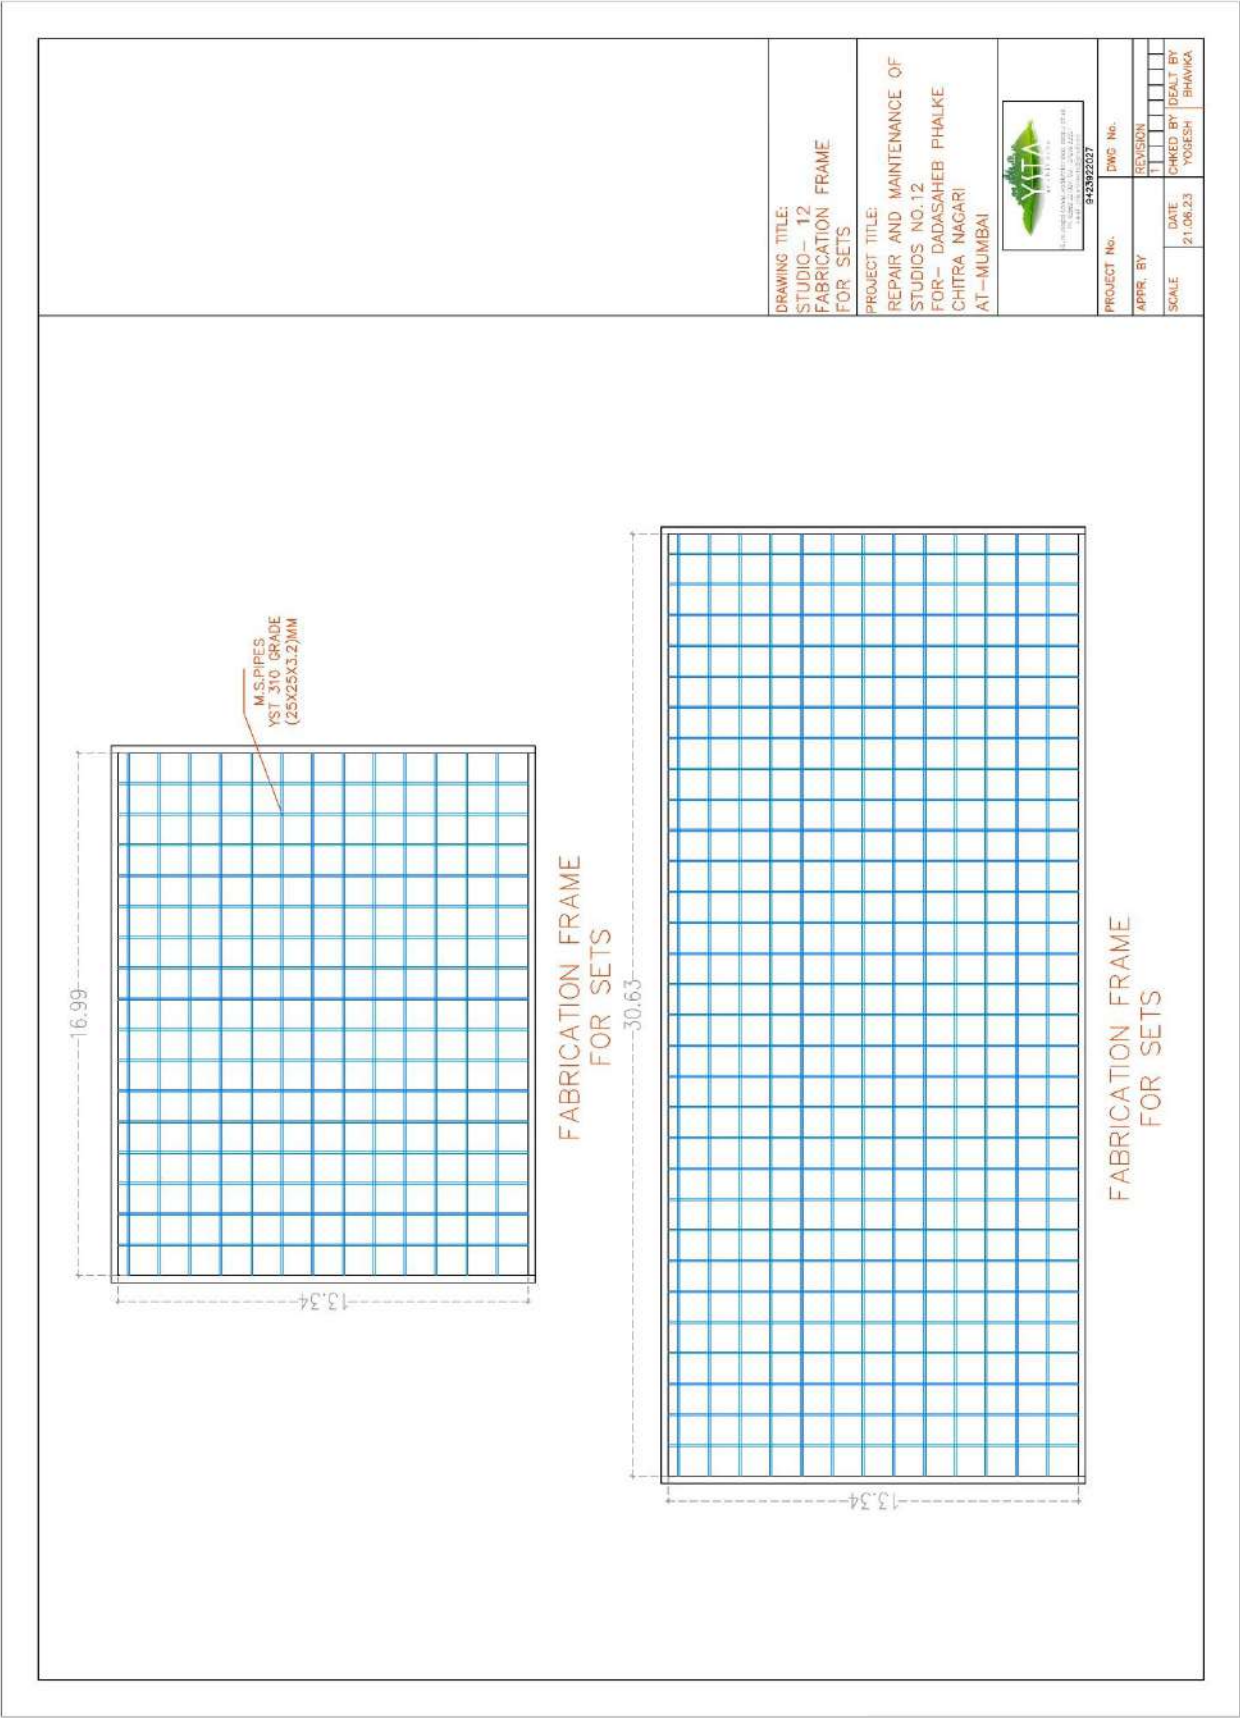 16.99
13.34
M.S.PIPES
YST 310 GRADE
(25X25X3.2)MM
FABRICATION FRAME
FOR SETS
30.63
13.34
FABRICATION FRAME
FOR SETS
DRAWING TITLE:
STUDIO- 12
FABRICATION FRAME
FOR SETS
PROJECT TITLE:
REPAIR AND MAINTENANCE OF
STUDIOS NO.12
FOR- DADASAHEB PHALKE
CHITRA NAGARI
AT-MUMBAI
9423922027
PROJECT No.
DWG No.
APPR. BY
REVISION
1
SCALE
DATE
21.06.23
CHKED BY
YOGESH
DEALT BY
BHAVIKA